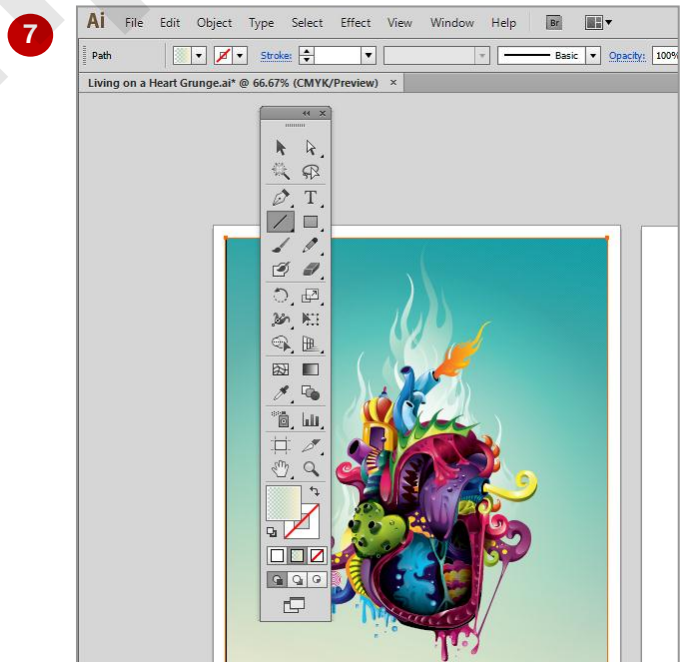 7
Ai File Edit Object Type Select Effect View Window Help Br
Path Stroke: Basic Opacity: 100%
Living on a Heart Grunge.ai* @ 66.67% (CMYK/Preview) ×
T